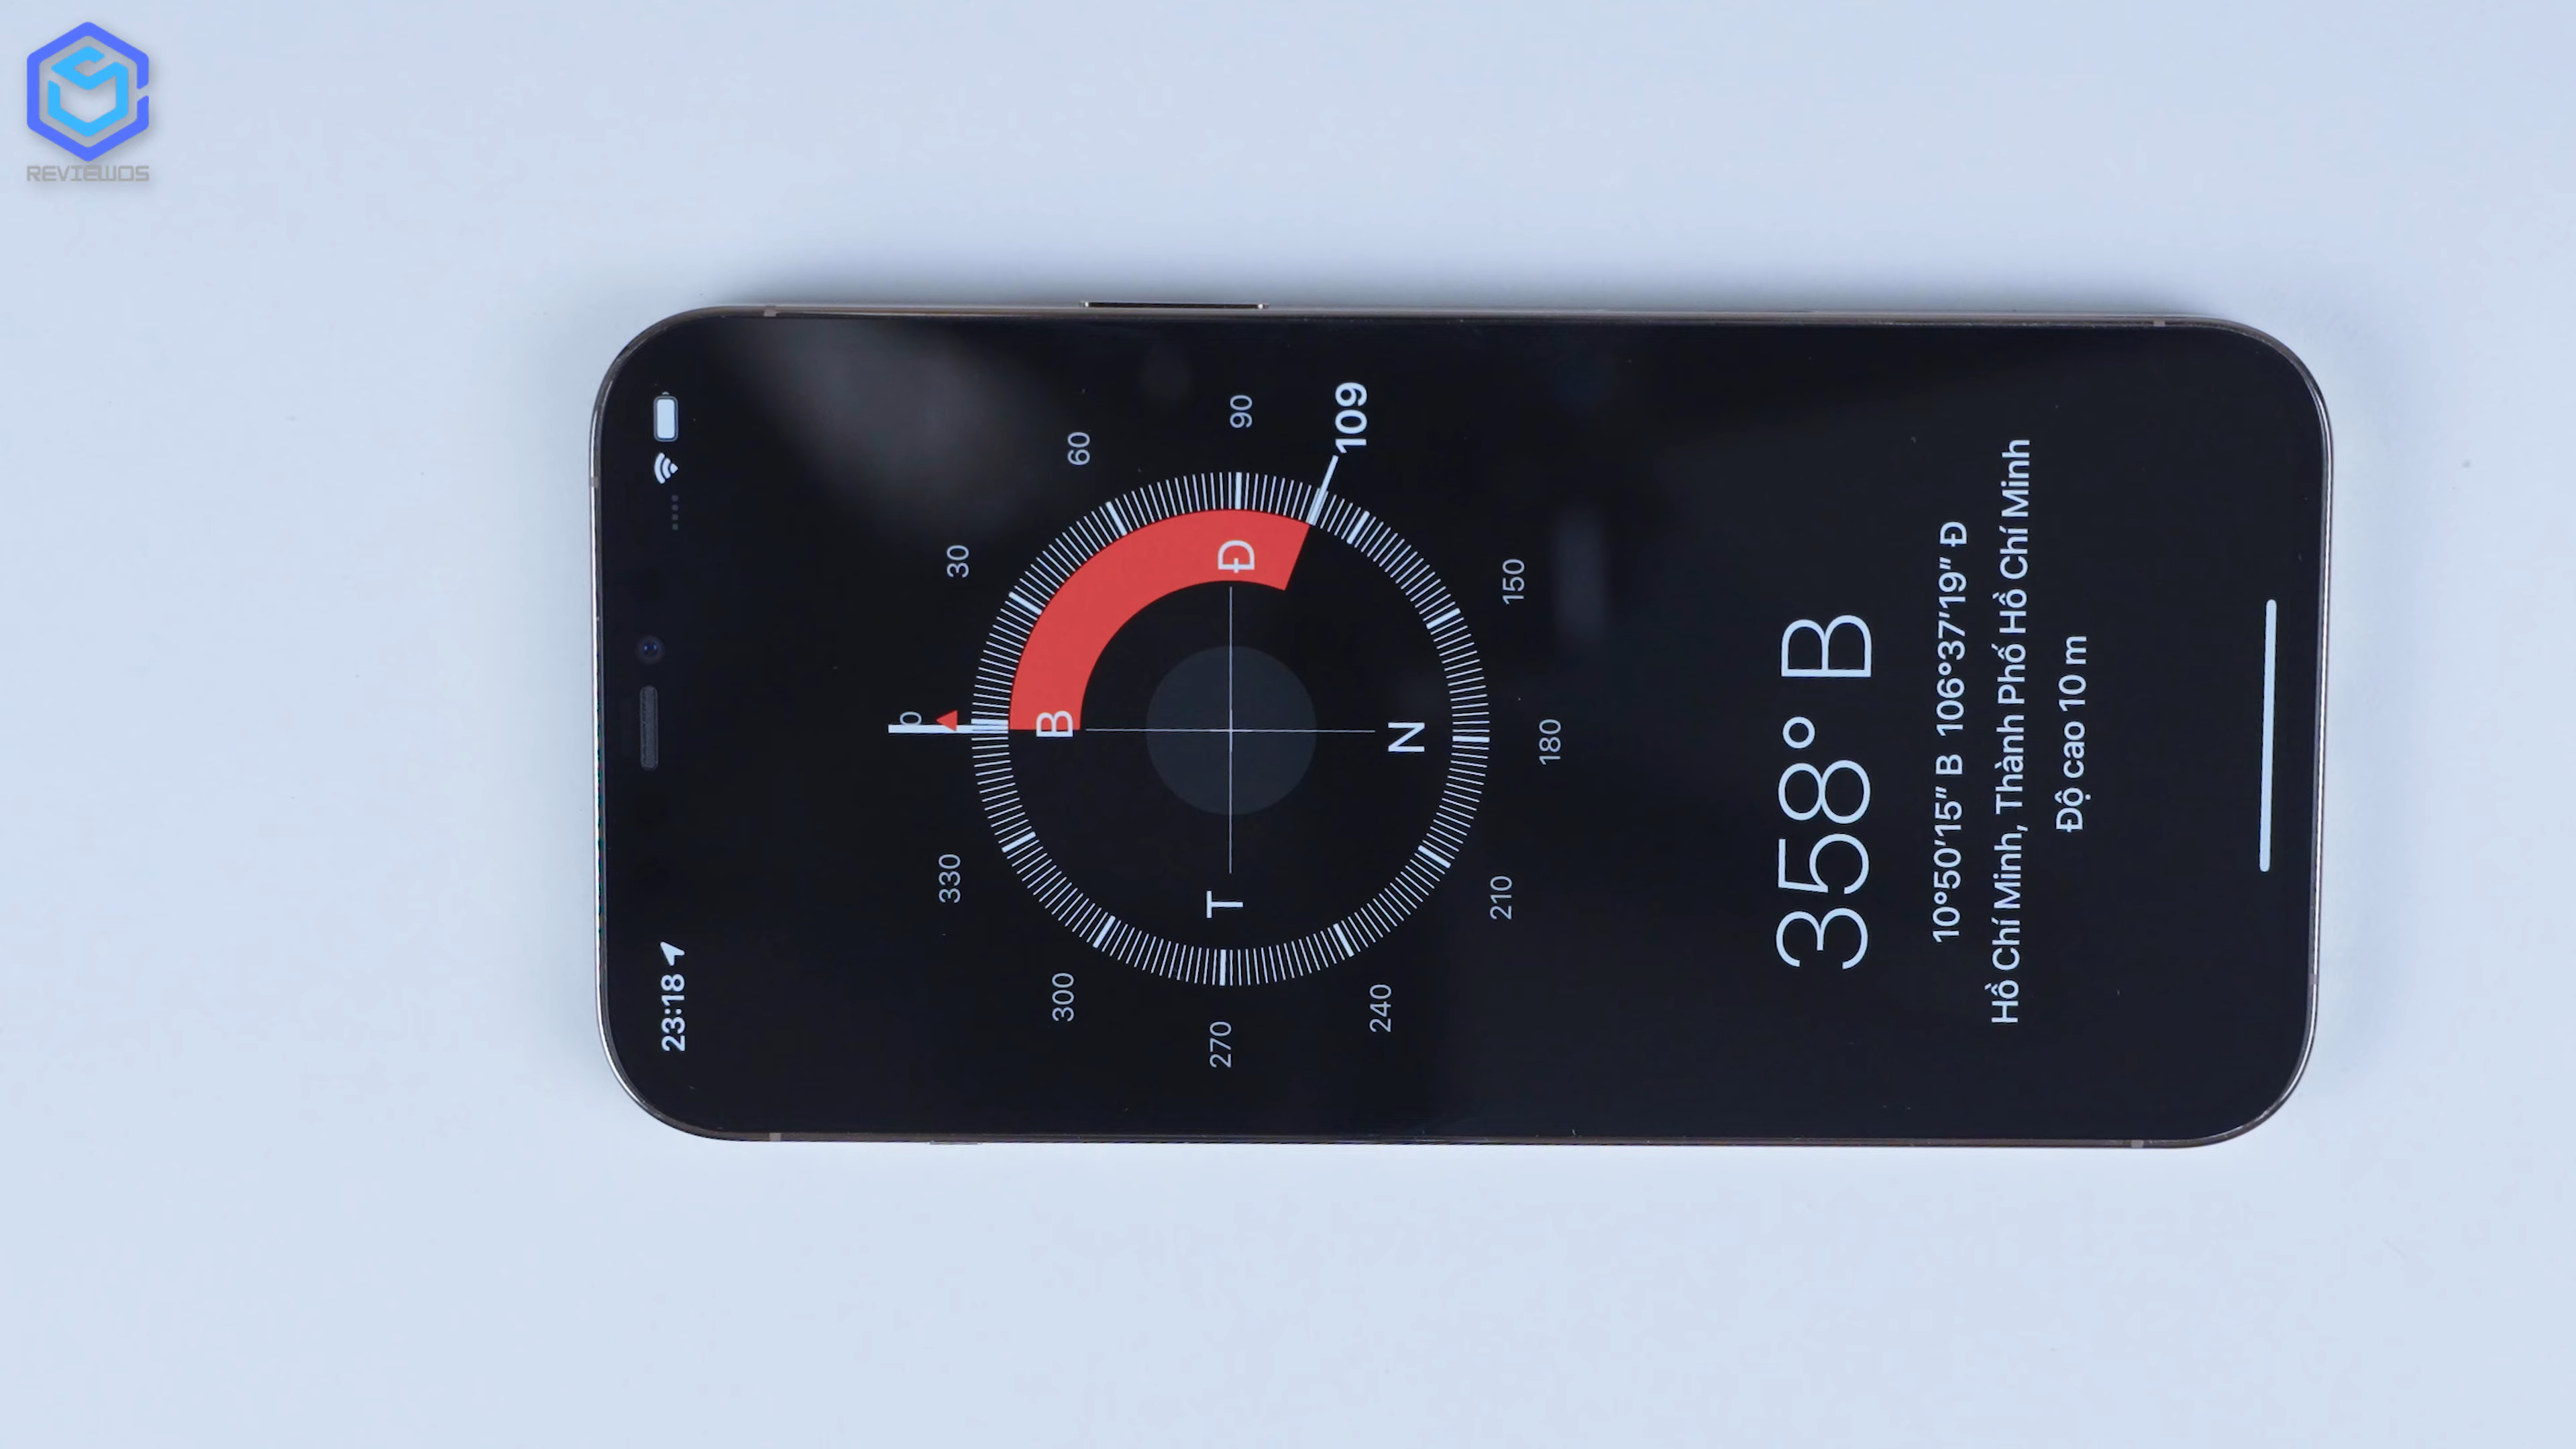 REVIEWDS
23:18
0
30
60
90
109
150
180
210
240
270
300
330
B
Đ
N
T
358° B
10°50'15" B 106°37'19" Đ
Hồ Chí Minh, Thành Phố Hồ Chí Minh
Độ cao 10 m